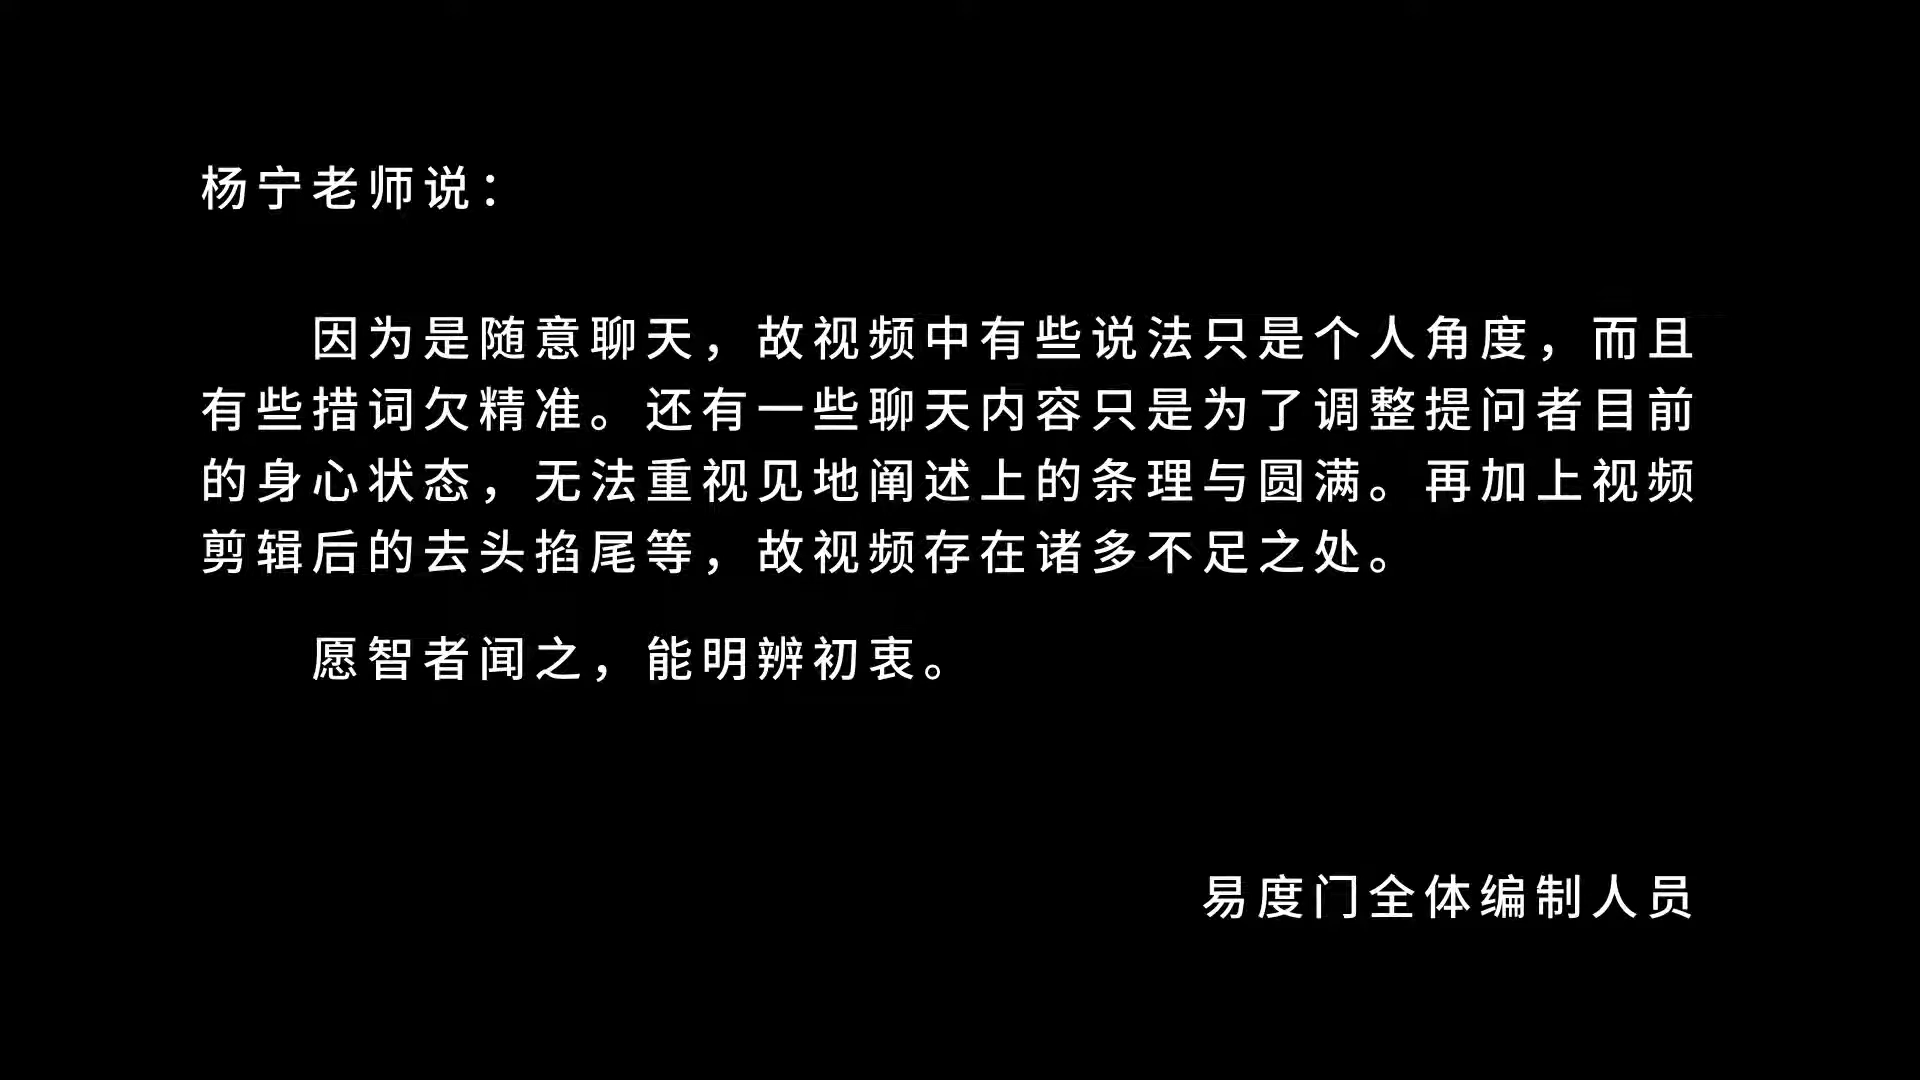 杨宁老师说：
因为是随意聊天，故视频中有些说法只是个人角度，而且
有些措词欠精准。还有一些聊天内容只是为了调整提问者目前
的身心状态，无法重视见地阐述上的条理与圆满。再加上视频
剪辑后的去头掐尾等，故视频存在诸多不足之处。
愿智者闻之，能明辨初衷。
易度门全体编制人员